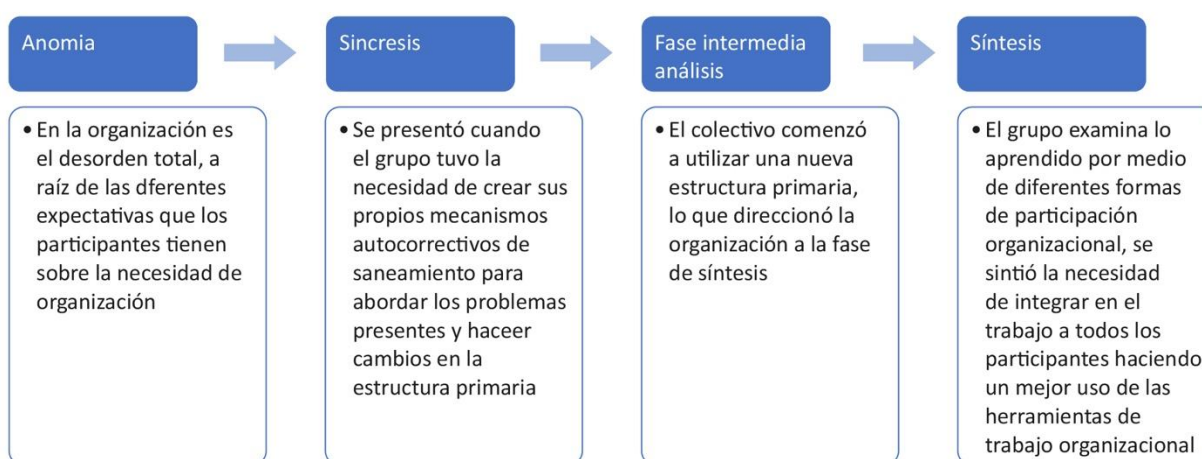 Anomia
• En la organización es
el desorden total, a
raíz de las dferentes
expectativas que los
participantes tienen
sobre la necesidad de
organización
Sincresis
• Se presentó cuando
el grupo tuvo la
necesidad de crear sus
propios mecanismos
autocorrectivos de
saneamiento para
abordar los problemas
presentes y haceer
cambios en la
estructura primaria
Fase intermedia
análisis
• El colectivo comenzó
a utilizar una nueva
estructura primaria,
lo que direccionó la
organización a la fase
de síntesis
Síntesis
• El grupo examina lo
aprendido por medio
de diferentes formas
de participación
organizacional, se
sintió la necesidad
de integrar en el
trabajo a todos los
participantes haciendo
un mejor uso de las
herramientas de
trabajo organizacional